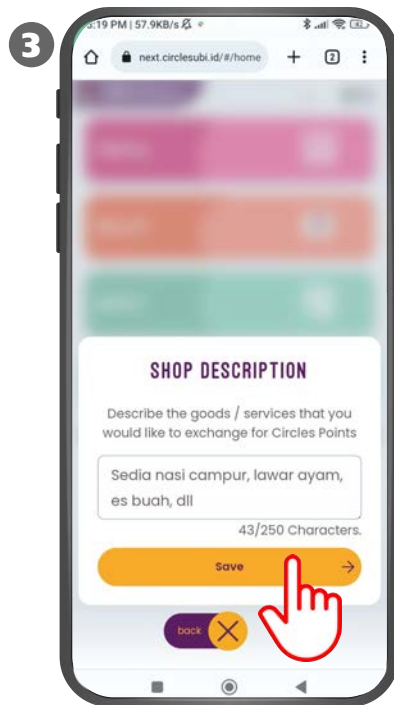 3
5:19 PM | 57.9KB/s
next.circlesubi.id/#/home
2
SHOP DESCRIPTION
Describe the goods / services that you
would like to exchange for Circles Points
Sedia nasi campur, lawar ayam,
es buah, dll
43/250 Characters.
Save
back